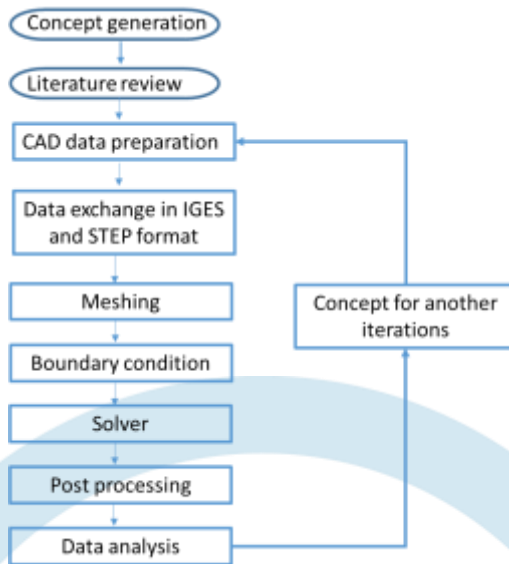 Concept generation
Literature review
CAD data preparation
Data exchange in IGES
and STEP format
Meshing
Concept for another
iterations
Boundary condition
Solver
Post processing
Data analysis